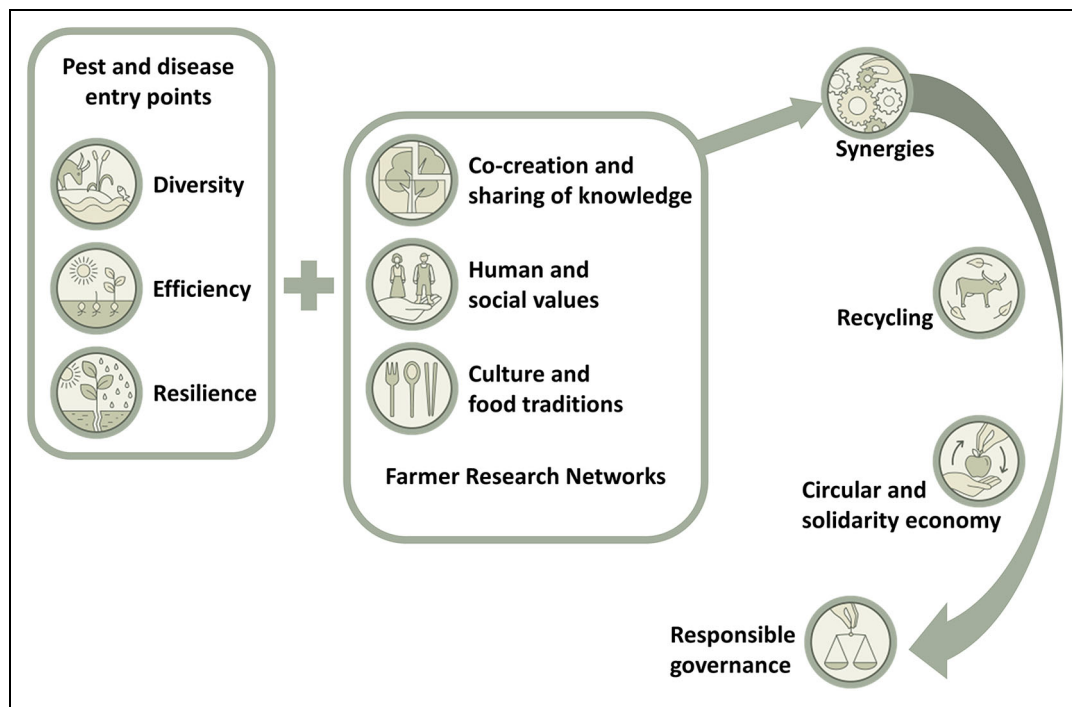 Pest and disease
entry points
Diversity
Efficiency
Resilience
Co-creation and
sharing of knowledge
Human and
social values
Culture and
food traditions
Farmer Research Networks
Synergies
Recycling
Circular and
solidarity economy
Responsible
governance